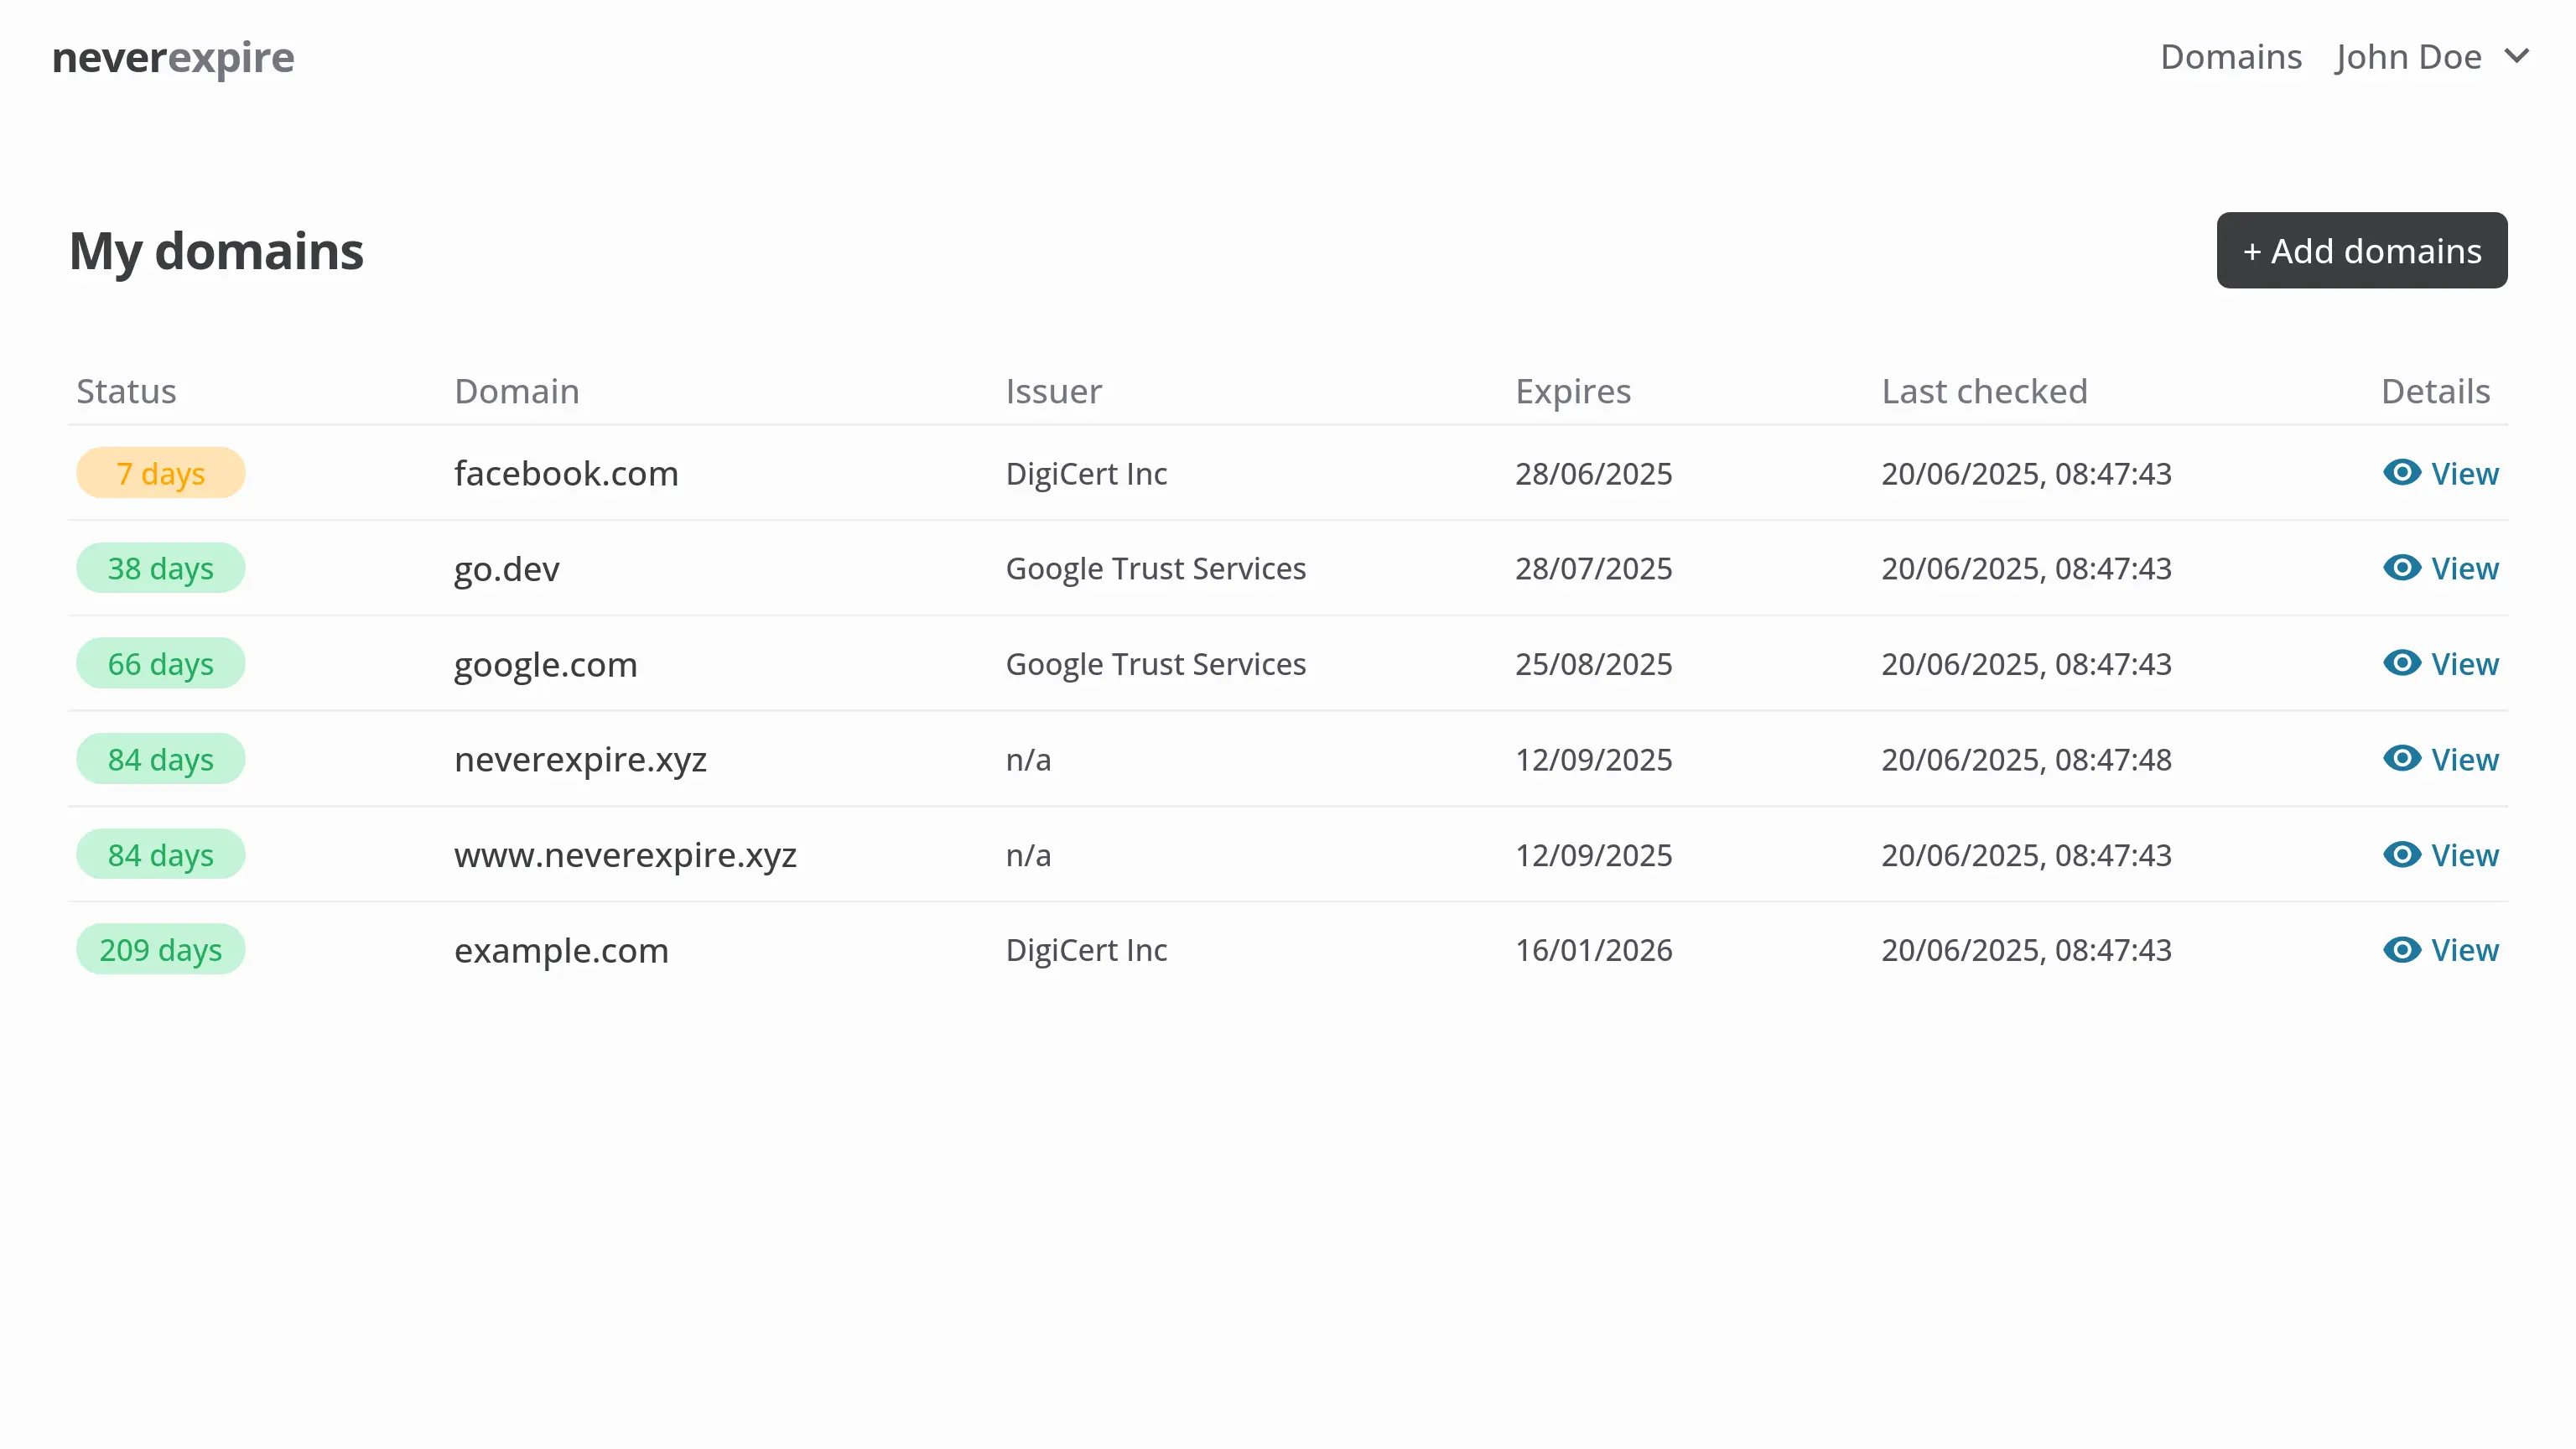 neverexpire Domains John Doe
My domains + Add domains
Status Domain Issuer Expires Last checked Details
7 days facebook.com DigiCert Inc 28/06/2025 20/06/2025, 08:47:43 View
38 days go.dev Google Trust Services 28/07/2025 20/06/2025, 08:47:43 View
66 days google.com Google Trust Services 25/08/2025 20/06/2025, 08:47:43 View
84 days neverexpire.xyz n/a 12/09/2025 20/06/2025, 08:47:48 View
84 days www.neverexpire.xyz n/a 12/09/2025 20/06/2025, 08:47:43 View
209 days example.com DigiCert Inc 16/01/2026 20/06/2025, 08:47:43 View